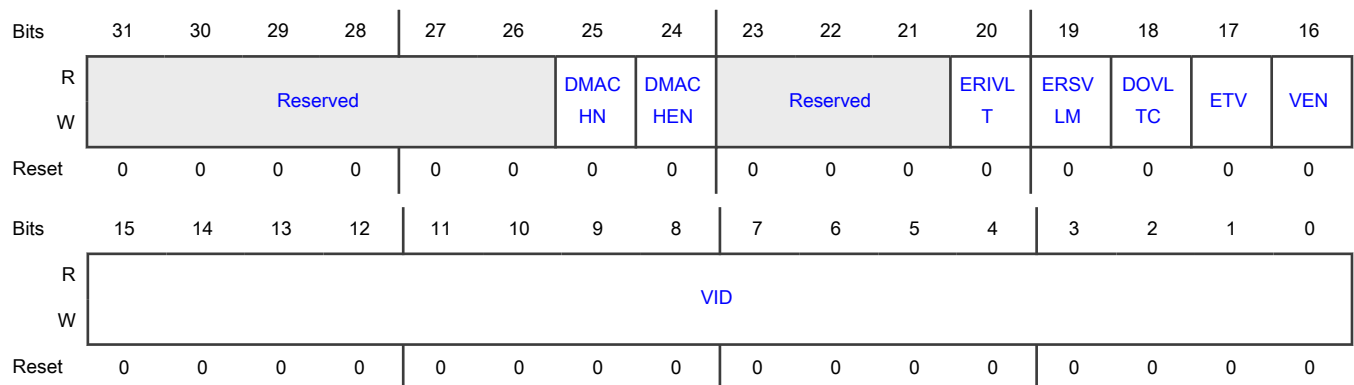 Bits 31 30 29 28 27 26 25 24 23 22 21 20 19 18 17 16
R
W
Reserved DMAC HN DMAC HEN Reserved ERIVL T ERSV LM DOVL TC ETV VEN
Reset 0 0 0 0 0 0 0 0 0 0 0 0 0 0 0 0
Bits 15 14 13 12 11 10 9 8 7 6 5 4 3 2 1 0
R
W
VID
Reset 0 0 0 0 0 0 0 0 0 0 0 0 0 0 0 0